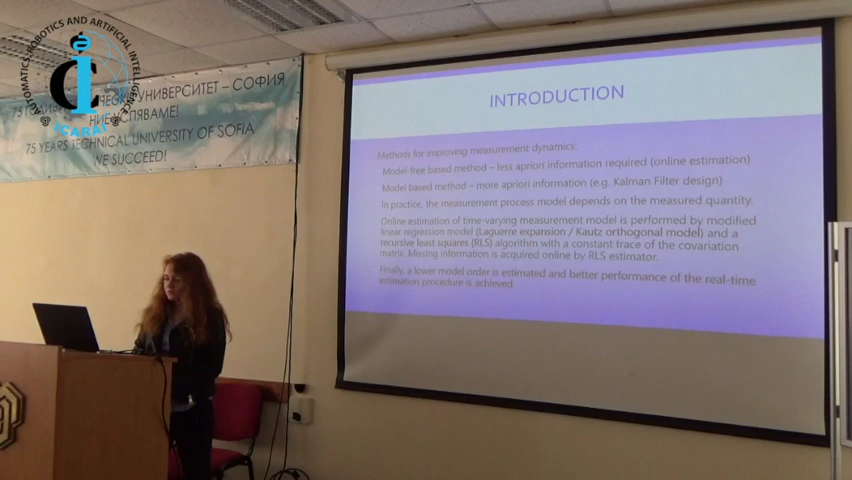 AUTOMATICS, ROBOTICS AND ARTIFICIAL INTELLIGENCE
ICARAI
УНИВЕРСИТЕТ – СОФИЯ
НИЕ УСПЯВАМЕ!
75 YEARS TECHNICAL UNIVERSITY OF SOFIA
WE SUCCEED!
INTRODUCTION
Methods for improving measurement dynamics:
Model-free based method – less apriori information required (online estimation)
Model based method – more apriori information (e.g. Kalman Filter design)
In practice, the measurement process model depends on the measured quantity.
Online estimation of time-varying measurement model is performed by modified
linear regression model (Laguerre expansion / Kautz orthogonal model) and a
recursive least squares (RLS) algorithm with a constant trace of the covariation
matrix. Missing information is acquired online by RLS estimator.
Finally, a lower model order is estimated and better performance of the real-time
estimation procedure is achieved.